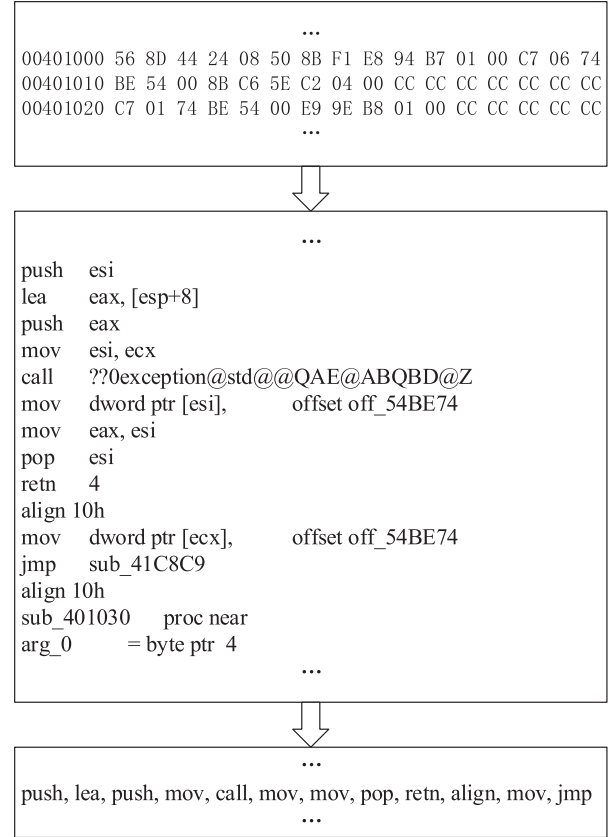 ...
00401000 56 8D 44 24 08 50 8B F1 E8 94 B7 01 00 C7 06 74
00401010 BE 54 00 8B C6 5E C2 04 00 CC CC CC CC CC CC CC
00401020 C7 01 74 BE 54 00 E9 9E B8 01 00 CC CC CC CC CC
...
...
push esi
lea eax, [esp+8]
push eax
mov esi, ecx
call ??0exception@std@@QAE@ABQBD@Z
mov dword ptr [esi], offset off_54BE74
mov eax, esi
pop esi
retn 4
align 10h
mov dword ptr [ecx], offset off_54BE74
jmp sub_41C8C9
align 10h
sub_401030 proc near
arg_0 = byte ptr 4
...
...
push, lea, push, mov, call, mov, mov, pop, retn, align, mov, jmp
...